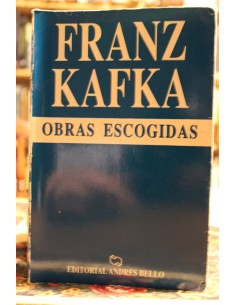 FRANZ
KAFKA
OBRAS ESCOGIDAS
EDITORIAL ANDRES BELLO